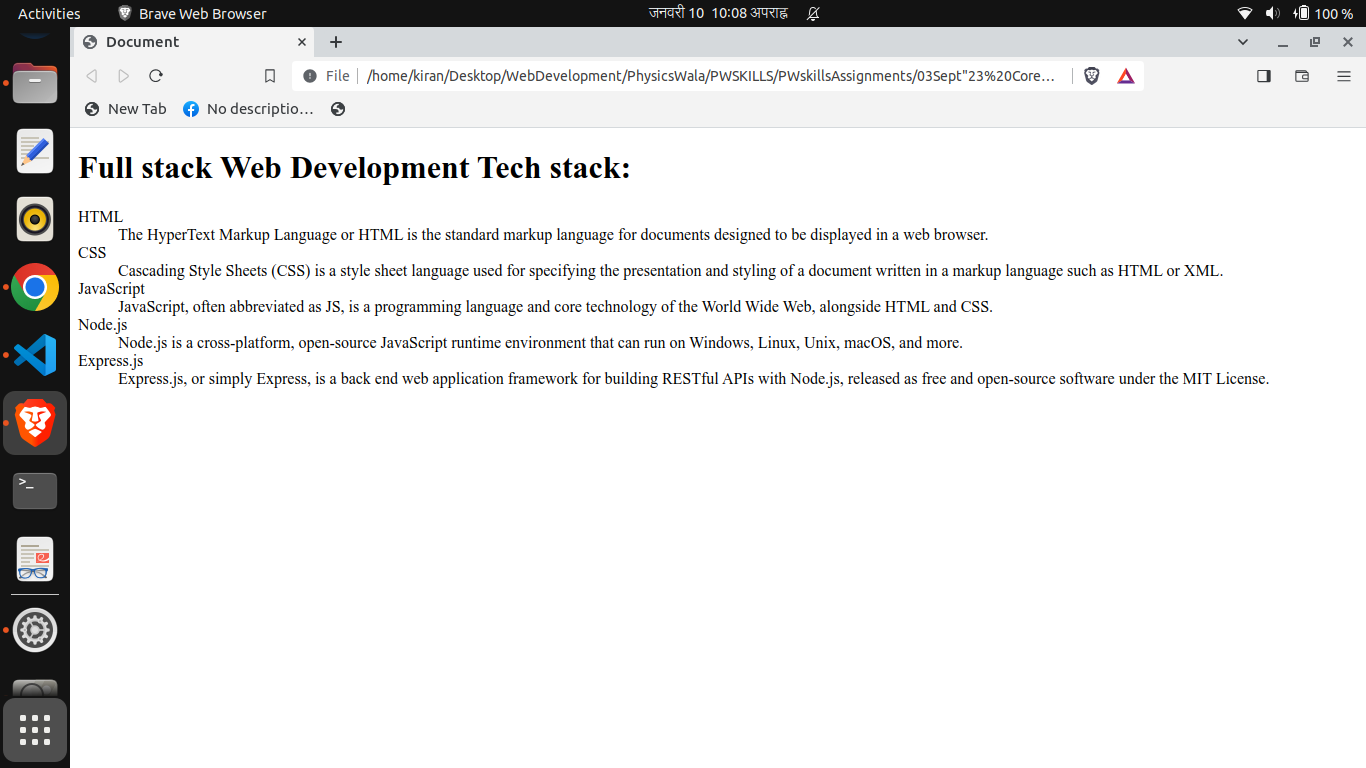 Activities
Brave Web Browser
जनवरी 10 10:08 अपराह्न
100 %
Document
File
/home/kiran/Desktop/WebDevelopment/PhysicsWala/PWSKILLS/PWskillsAssignments/03Sept"23%20Core…
New Tab
No descriptio…
Full stack Web Development Tech stack:
HTML
The HyperText Markup Language or HTML is the standard markup language for documents designed to be displayed in a web browser.
CSS
Cascading Style Sheets (CSS) is a style sheet language used for specifying the presentation and styling of a document written in a markup language such as HTML or XML.
JavaScript
JavaScript, often abbreviated as JS, is a programming language and core technology of the World Wide Web, alongside HTML and CSS.
Node.js
Node.js is a cross-platform, open-source JavaScript runtime environment that can run on Windows, Linux, Unix, macOS, and more.
Express.js
Express.js, or simply Express, is a back end web application framework for building RESTful APIs with Node.js, released as free and open-source software under the MIT License.
>_